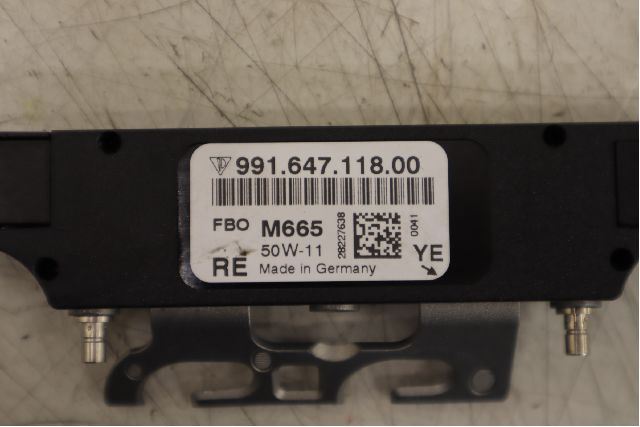 991.647.118.00
FBO M665
50W-11
RE Made in Germany
28227638
0041
YE